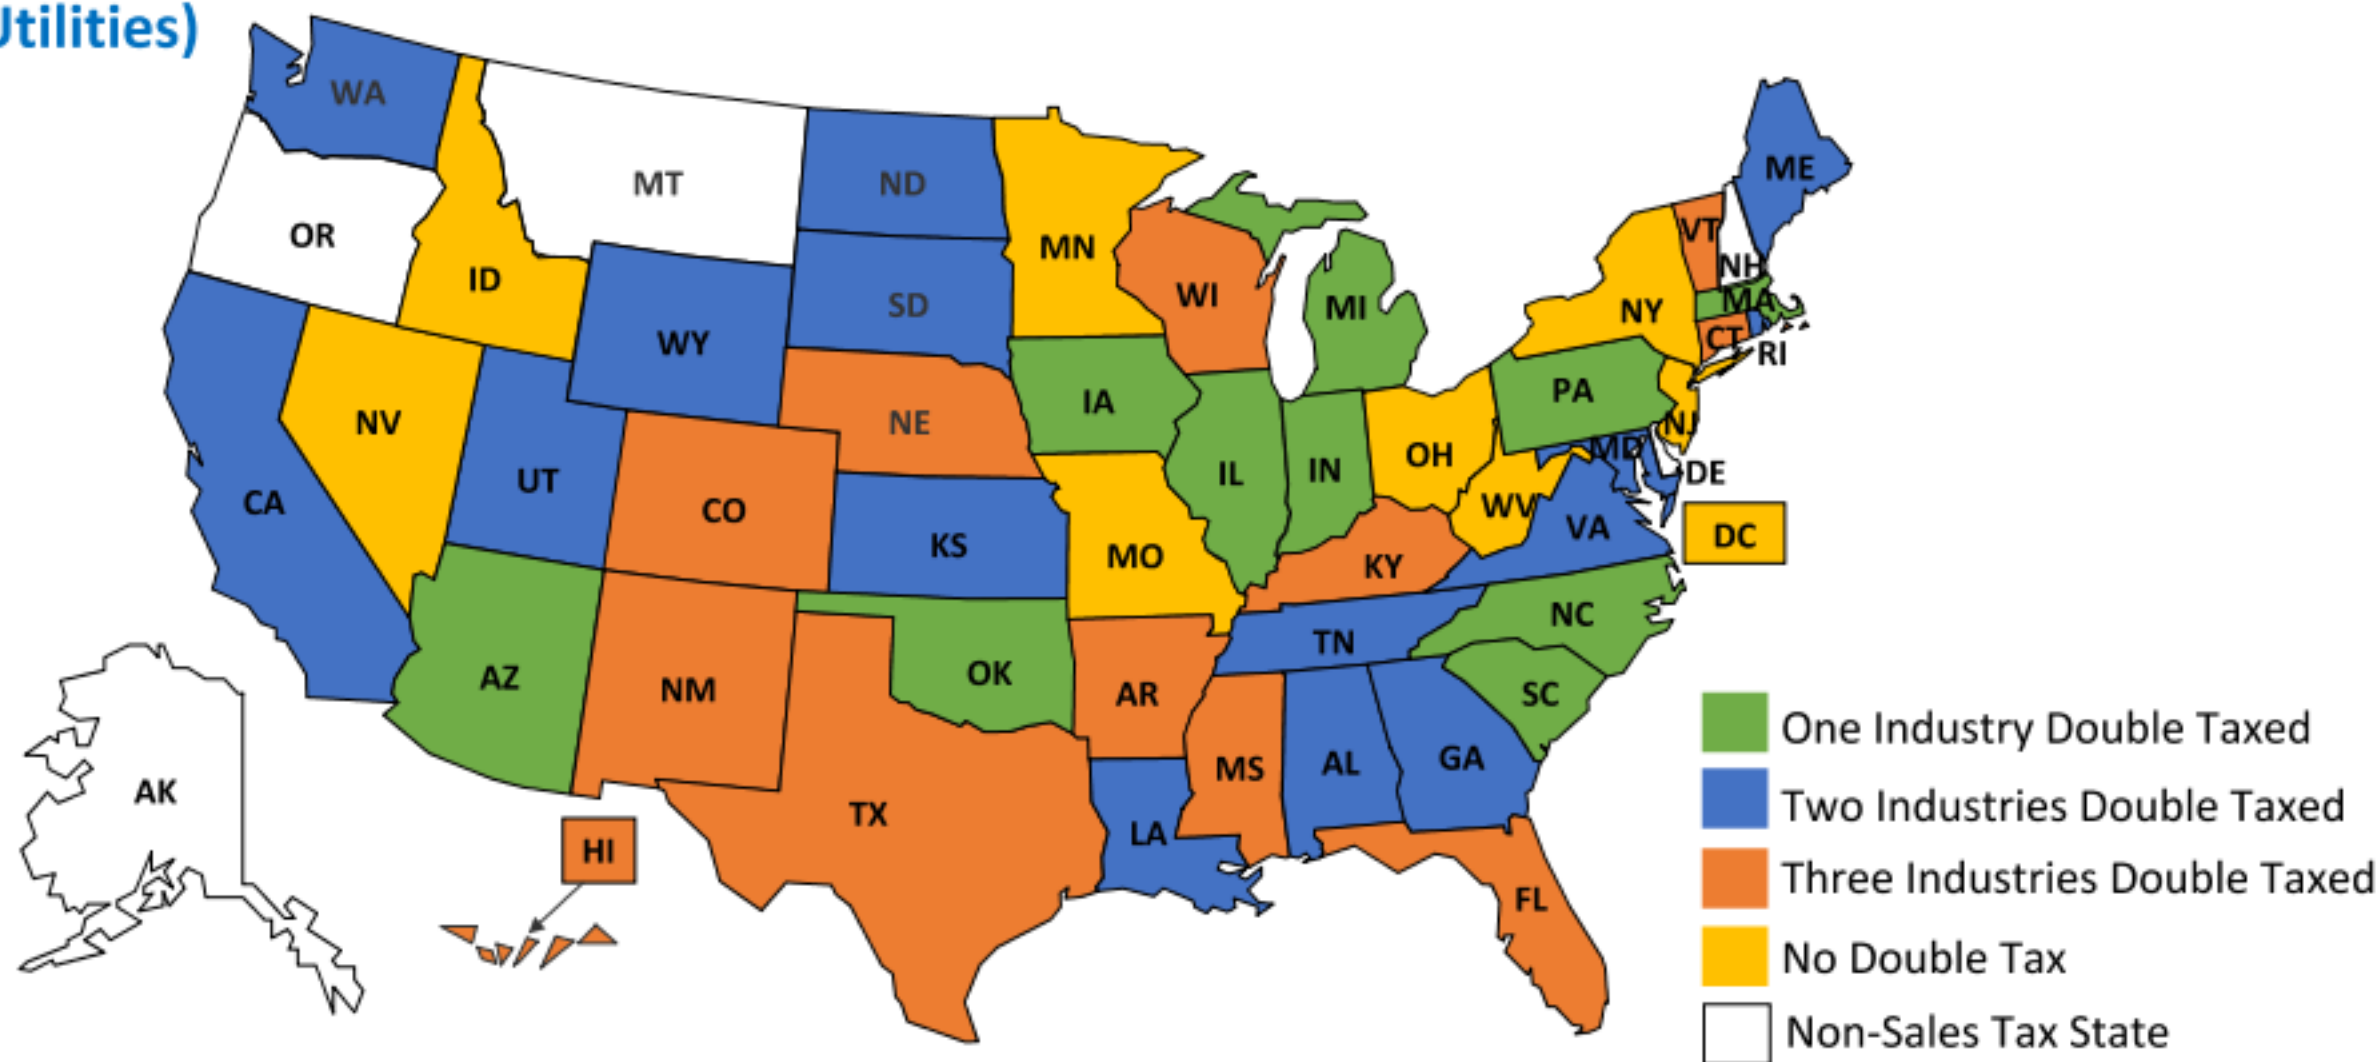 Utilities)
WA
MT
ND
MN
ME
OR
ID
SD
WI
MI
VT
NH
NY
MA
CT
RI
WY
NV
NE
IA
PA
NJ
UT
CO
IL
IN
OH
MD
DE
CA
KS
MO
WV
VA
DC
KY
AZ
NM
OK
AR
TN
NC
SC
AK
HI
TX
LA
MS
AL
GA
FL
One Industry Double Taxed
Two Industries Double Taxed
Three Industries Double Taxed
No Double Tax
Non-Sales Tax State